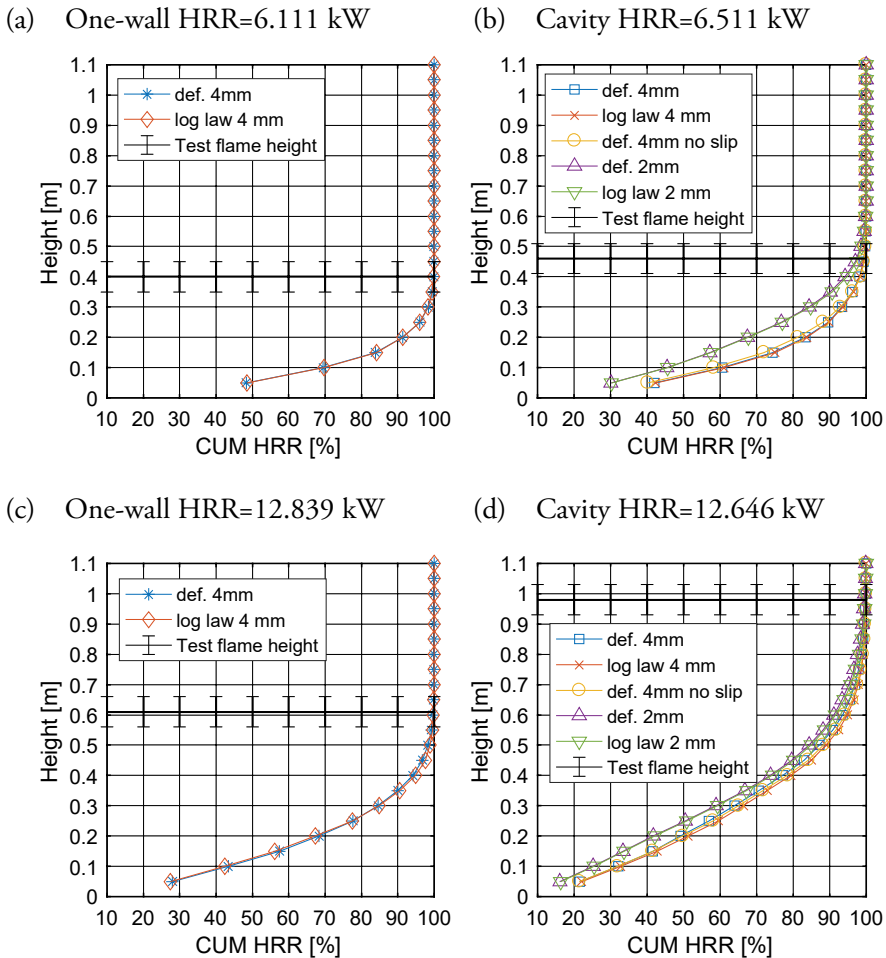 (a) One-wall HRR=6.111 kW
1.1
1
0.9
0.8
0.7
0.6
0.5
0.4
0.3
0.2
0.1
0
Height [m]
def. 4mm
log law 4 mm
Test flame height
10 20 30 40 50 60 70 80 90 100
CUM HRR [%]
(b) Cavity HRR=6.511 kW
1.1
1
0.9
0.8
0.7
0.6
0.5
0.4
0.3
0.2
0.1
0
Height [m]
def. 4mm
log law 4 mm
def. 4mm no slip
def. 2mm
log law 2 mm
Test flame height
10 20 30 40 50 60 70 80 90 100
CUM HRR [%]
(c) One-wall HRR=12.839 kW
1.1
1
0.9
0.8
0.7
0.6
0.5
0.4
0.3
0.2
0.1
0
Height [m]
def. 4mm
log law 4 mm
Test flame height
10 20 30 40 50 60 70 80 90 100
CUM HRR [%]
(d) Cavity HRR=12.646 kW
1.1
1
0.9
0.8
0.7
0.6
0.5
0.4
0.3
0.2
0.1
0
Height [m]
def. 4mm
log law 4 mm
def. 4mm no slip
def. 2mm
log law 2 mm
Test flame height
10 20 30 40 50 60 70 80 90 100
CUM HRR [%]